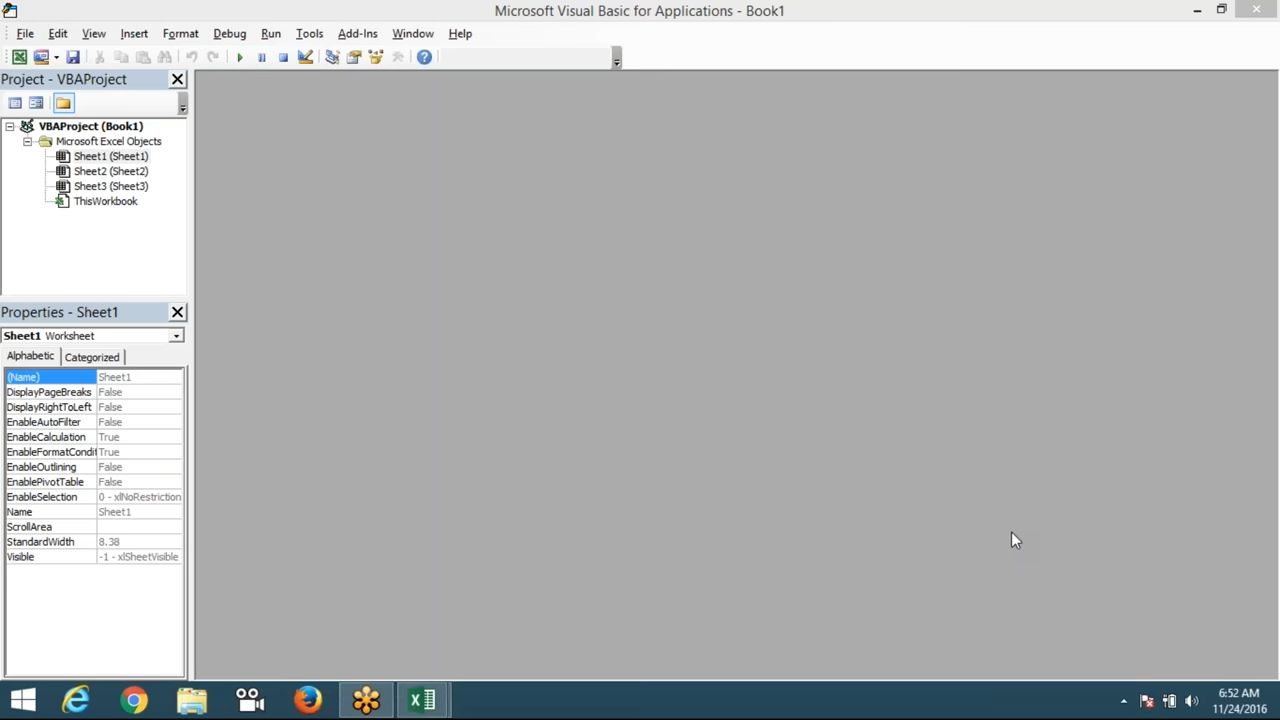 Microsoft Visual Basic for Applications - Book1
File Edit View Insert Format Debug Run Tools Add-Ins Window Help
Project - VBAProject
VBAProject (Book1)
Microsoft Excel Objects
Sheet1 (Sheet1)
Sheet2 (Sheet2)
Sheet3 (Sheet3)
ThisWorkbook
Properties - Sheet1
Sheet1 Worksheet
Alphabetic Categorized
(Name) Sheet1
DisplayPageBreaks False
DisplayRightToLeft False
EnableAutoFilter False
EnableCalculation True
EnableFormatCondit True
EnableOutlining False
EnablePivotTable False
EnableSelection 0 - xlNoRestriction
Name Sheet1
ScrollArea
StandardWidth 8.38
Visible -1 - xlSheetVisible
6:52 AM
11/24/2016